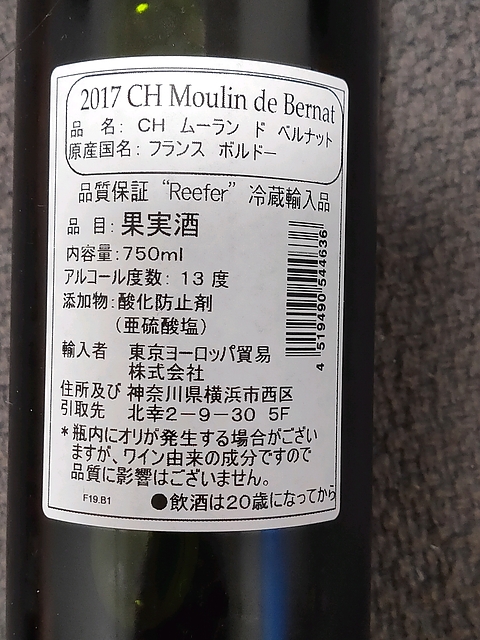 2017 CH Moulin de Bernat
品 名: CH ムーラン ド ベルナット
原産国名: フランス ボルドー
品質保証 “Reefer” 冷蔵輸入品
品 目: 果実酒
内容量:750ml
アルコール度数: 13 度
添加物:酸化防止剤
(亜硫酸塩)
輸入者 東京ヨーロッパ貿易
株式会社
住所及び 神奈川県横浜市西区
引取先 北幸2-9-30 5F
*瓶内にオリが発生する場合がござい
ますが、ワイン由来の成分ですので
品質に影響はございません。
F19.B1 ●飲酒は20歳になってから
4 519490 544636